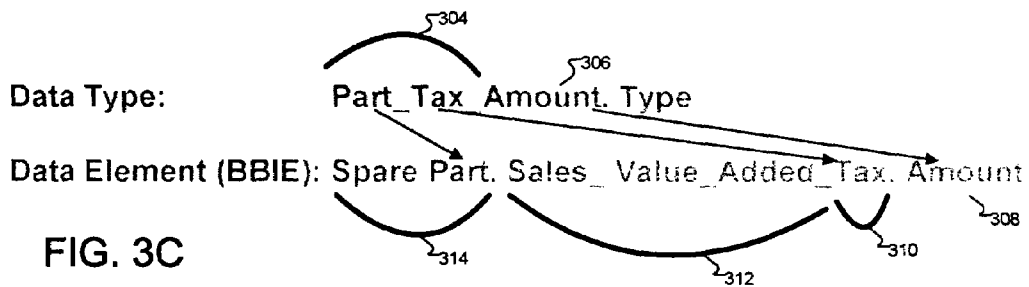 304
306
Data Type: Part_Tax_Amount. Type
Data Element (BBIE): Spare Part. Sales_ Value_Added_Tax. Amount
308
FIG. 3C
314
312
310